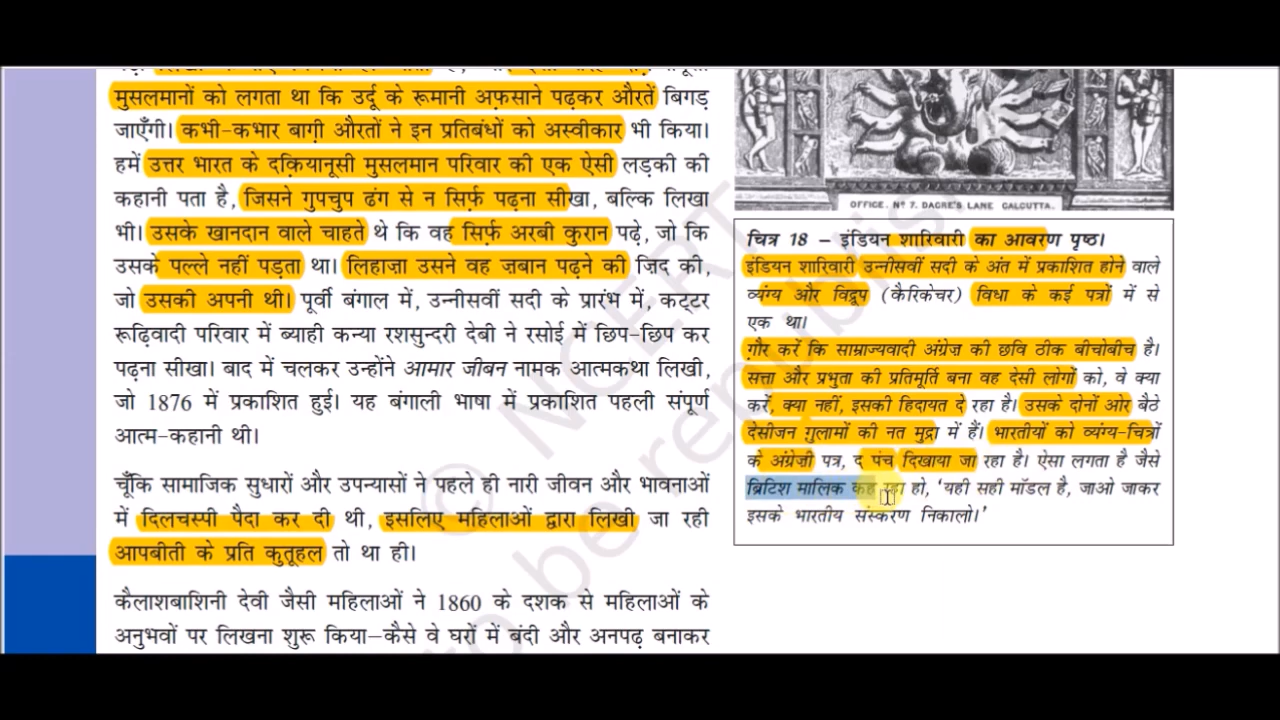 मुसलमानों को लगता था कि उर्दू के रूमानी अफ़साने पढ़कर औरतें बिगड़
जाएँगी। कभी-कभार बाग़ी औरतों ने इन प्रतिबंधों को अस्वीकार भी किया।
हमें उत्तर भारत के दक़ियानूसी मुसलमान परिवार की एक ऐसी लड़की की
कहानी पता है, जिसने गुपचुप ढंग से न सिर्फ़ पढ़ना सीखा, बल्कि लिखा
भी। उसके ख़ानदान वाले चाहते थे कि वह सिर्फ़ अरबी क़ुरान पढ़े, जो कि
उसके पल्ले नहीं पड़ता था। लिहाज़ा उसने वह ज़बान पढ़ने की ज़िद की,
जो उसकी अपनी थी। पूर्वी बंगाल में, उन्नीसवीं सदी के प्रारंभ में, कट्टर
रूढ़िवादी परिवार में ब्याही कन्या रशसुन्दरी देबी ने रसोई में छिप-छिप कर
पढ़ना सीखा। बाद में चलकर उन्होंने आमार जीबन नामक आत्मकथा लिखी,
जो 1876 में प्रकाशित हुई। यह बंगाली भाषा में प्रकाशित पहली संपूर्ण
आत्म-कहानी थी।
चूँकि सामाजिक सुधारों और उपन्यासों ने पहले ही नारी जीवन और भावनाओं
में दिलचस्पी पैदा कर दी थी, इसलिए महिलाओं द्वारा लिखी जा रही
आपबीती के प्रति कुतूहल तो था ही।
कैलाशबाशिनी देवी जैसी महिलाओं ने 1860 के दशक से महिलाओं के
अनुभवों पर लिखना शुरू किया–कैसे वे घरों में बंदी और अनपढ़ बनाकर
OFFICE. No 7. DACRE'S LANE CALCUTTA.
चित्र 18 – इंडियन शारिवारी का आवरण पृष्ठ।
इंडियन शारिवारी उन्नीसवीं सदी के अंत में प्रकाशित होने वाले
व्यंग्य और विद्रूप (कैरिकेचर) विधा के कई पत्रों में से
एक था।
ग़ौर करें कि साम्राज्यवादी अंग्रेज़ की छवि ठीक बीचोबीच है।
सत्ता और प्रभुता की प्रतिमूर्ति बना वह देसी लोगों को, वे क्या
करें, क्या नहीं, इसकी हिदायत दे रहा है। उसके दोनों ओर बैठे
देसीजन ग़ुलामों की नत मुद्रा में हैं। भारतीयों को व्यंग्य-चित्रों
के अंग्रेज़ी पत्र, द पंच दिखाया जा रहा है। ऐसा लगता है जैसे
ब्रिटिश मालिक कह रहा हो, 'यही सही मॉडल है, जाओ जाकर
इसके भारतीय संस्करण निकालो।'
© NCERT
to be republis